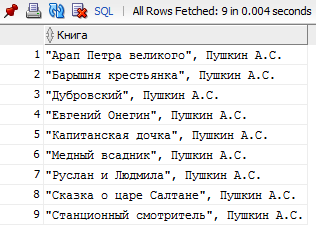 SQL | All Rows Fetched: 9 in 0.004 seconds
Книга
1 "Арап Петра великого", Пушкин А.С.
2 "Барышня крестьянка", Пушкин А.С.
3 "Дубровский", Пушкин А.С.
4 "Евгений Онегин", Пушкин А.С.
5 "Капитанская дочка", Пушкин А.С.
6 "Медный всадник", Пушкин А.С.
7 "Руслан и Людмила", Пушкин А.С.
8 "Сказка о царе Салтане", Пушкин А.С.
9 "Станционный смотритель", Пушкин А.С.